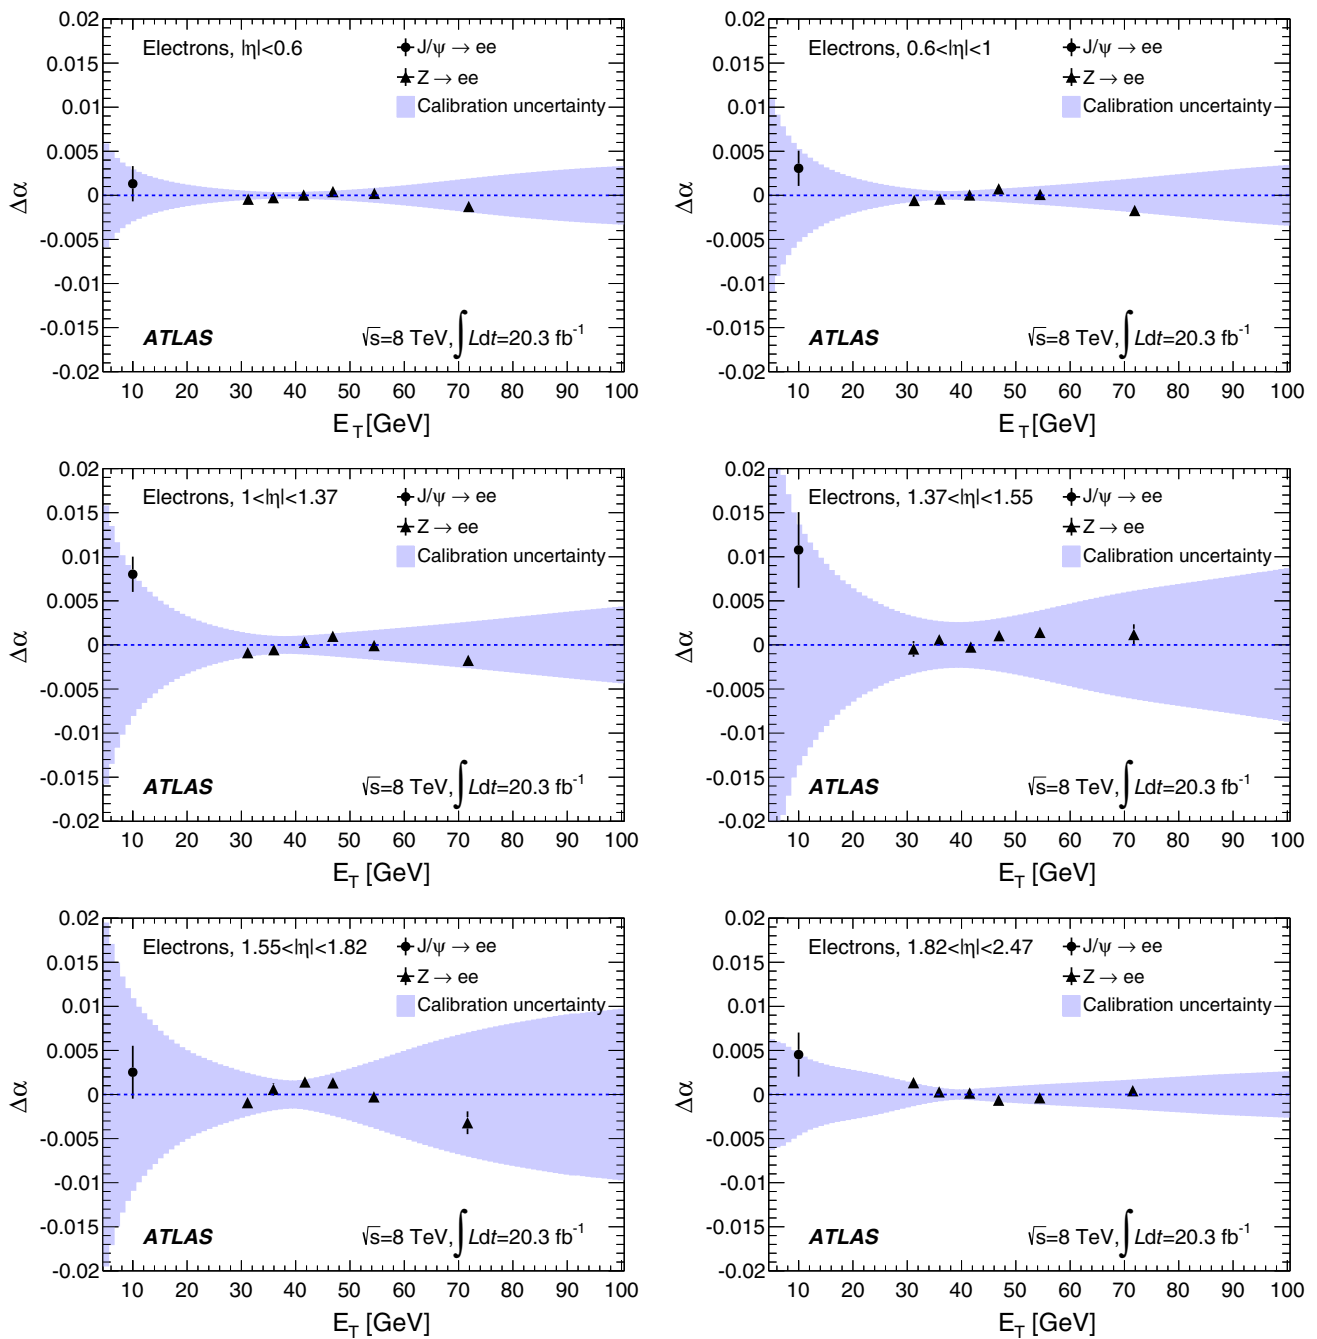 0.02
0.015
0.01
0.005
0
-0.005
-0.01
-0.015
-0.02
Δα
Electrons, |η|<0.6
J/ψ → ee
Z → ee
Calibration uncertainty
ATLAS
√s=8 TeV, ∫Ldt=20.3 fb⁻¹
10 20 30 40 50 60 70 80 90 100
E_T [GeV]
0.02
0.015
0.01
0.005
0
-0.005
-0.01
-0.015
-0.02
Δα
Electrons, 0.6<|η|<1
J/ψ → ee
Z → ee
Calibration uncertainty
ATLAS
√s=8 TeV, ∫Ldt=20.3 fb⁻¹
10 20 30 40 50 60 70 80 90 100
E_T [GeV]
0.02
0.015
0.01
0.005
0
-0.005
-0.01
-0.015
-0.02
Δα
Electrons, 1<|η|<1.37
J/ψ → ee
Z → ee
Calibration uncertainty
ATLAS
√s=8 TeV, ∫Ldt=20.3 fb⁻¹
10 20 30 40 50 60 70 80 90 100
E_T [GeV]
0.02
0.015
0.01
0.005
0
-0.005
-0.01
-0.015
-0.02
Δα
Electrons, 1.37<|η|<1.55
J/ψ → ee
Z → ee
Calibration uncertainty
ATLAS
√s=8 TeV, ∫Ldt=20.3 fb⁻¹
10 20 30 40 50 60 70 80 90 100
E_T [GeV]
0.02
0.015
0.01
0.005
0
-0.005
-0.01
-0.015
-0.02
Δα
Electrons, 1.55<|η|<1.82
J/ψ → ee
Z → ee
Calibration uncertainty
ATLAS
√s=8 TeV, ∫Ldt=20.3 fb⁻¹
10 20 30 40 50 60 70 80 90 100
E_T [GeV]
0.02
0.015
0.01
0.005
0
-0.005
-0.01
-0.015
-0.02
Δα
Electrons, 1.82<|η|<2.47
J/ψ → ee
Z → ee
Calibration uncertainty
ATLAS
√s=8 TeV, ∫Ldt=20.3 fb⁻¹
10 20 30 40 50 60 70 80 90 100
E_T [GeV]